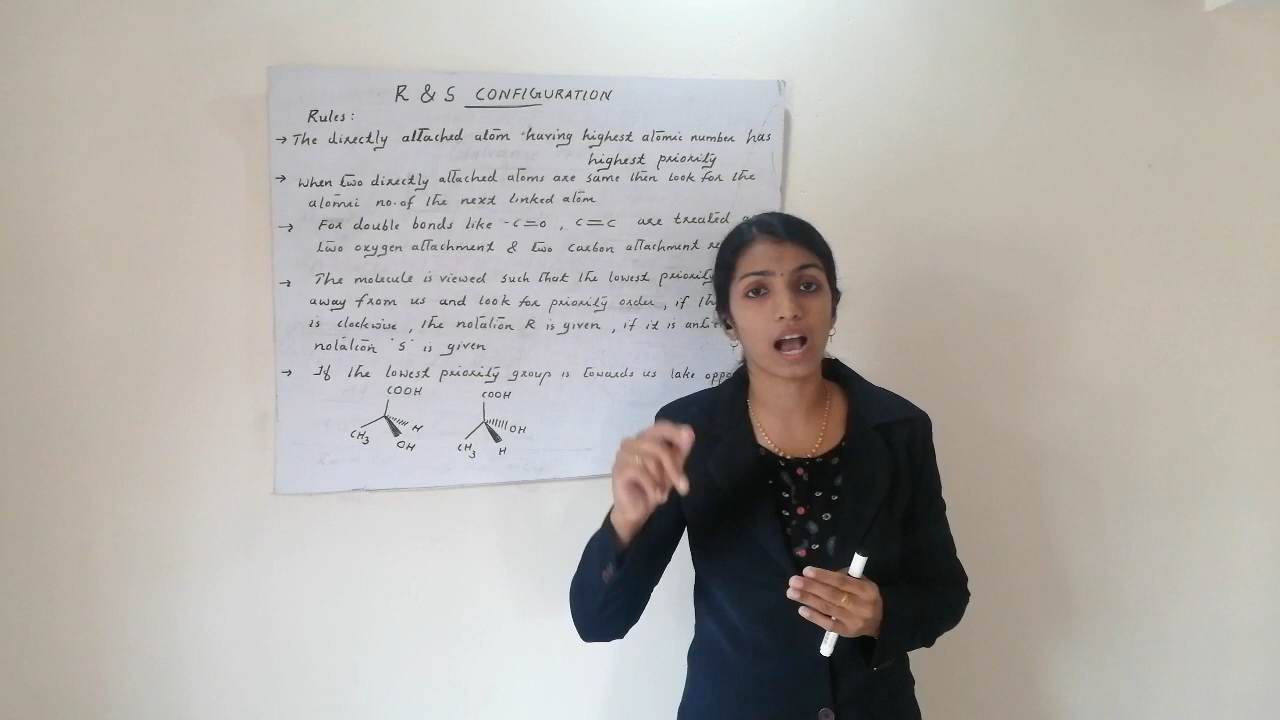 R & S CONFIGURATION
Rules:
→ The directly attached atom having highest atomic number has
highest priority
→ When two directly attached atoms are same then look for the
atomic no. of the next linked atom
→ For double bonds like -C=O, C=C are treated
two oxygen attachment & two carbon attachment
→ The molecule is viewed such that the lowest priority
away from us and look for priority order, if
is clockwise, the notation R is given, if it is
notation 'S' is given
→ If the lowest priority group is towards us take
COOH COOH
H OH
CH3 OH CH3 H